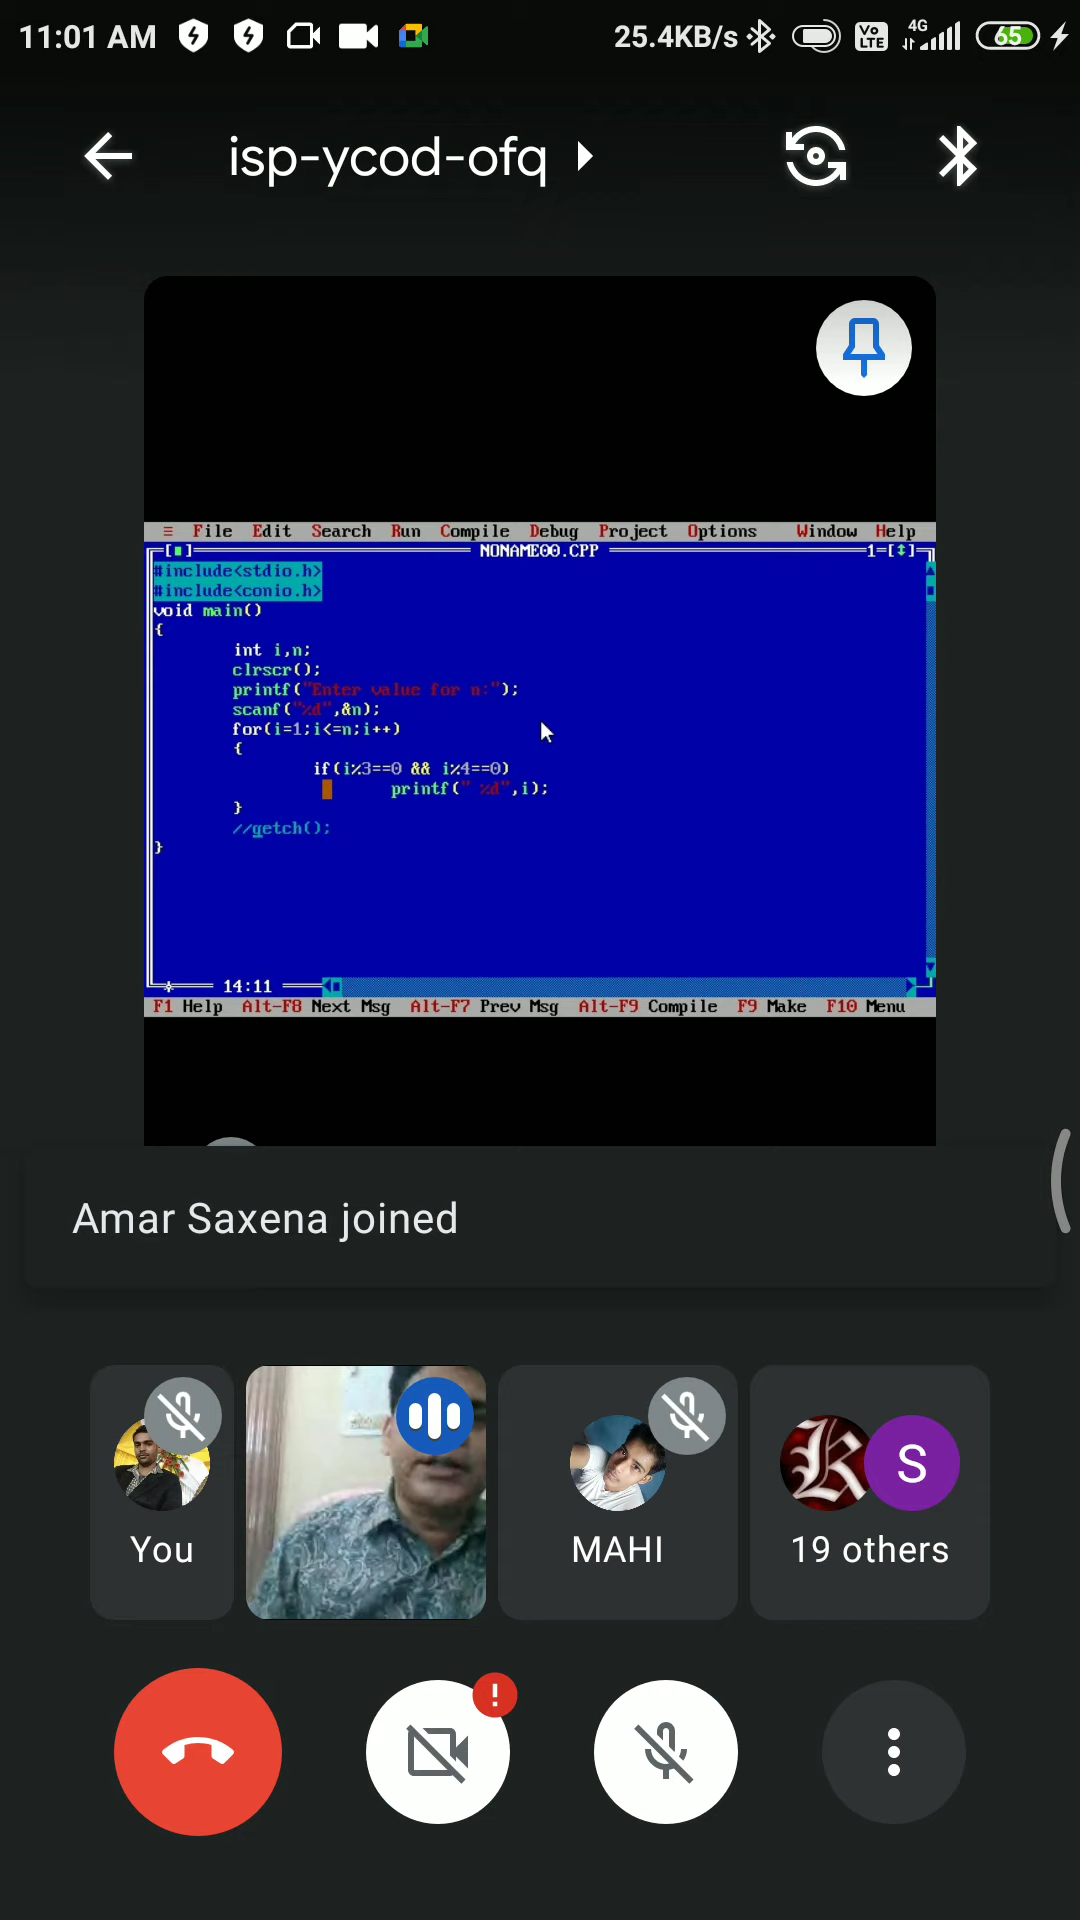 11:01 AM 25.4KB/s Vo LTE 4G 65
isp-ycod-ofq
≡ File Edit Search Run Compile Debug Project Options Window Help
[■] NONAME00.CPP 1=[↕]
#include<stdio.h>
#include<conio.h>
void main()
{
int i,n;
clrscr();
printf("Enter value for n:");
scanf("%d",&n);
for(i=1;i<=n;i++)
{
if(i%3==0 && i%4==0)
printf(" %d",i);
}
//getch();
}
14:11
F1 Help Alt-F8 Next Msg Alt-F7 Prev Msg Alt-F9 Compile F9 Make F10 Menu
Amar Saxena joined
S
You MAHI 19 others